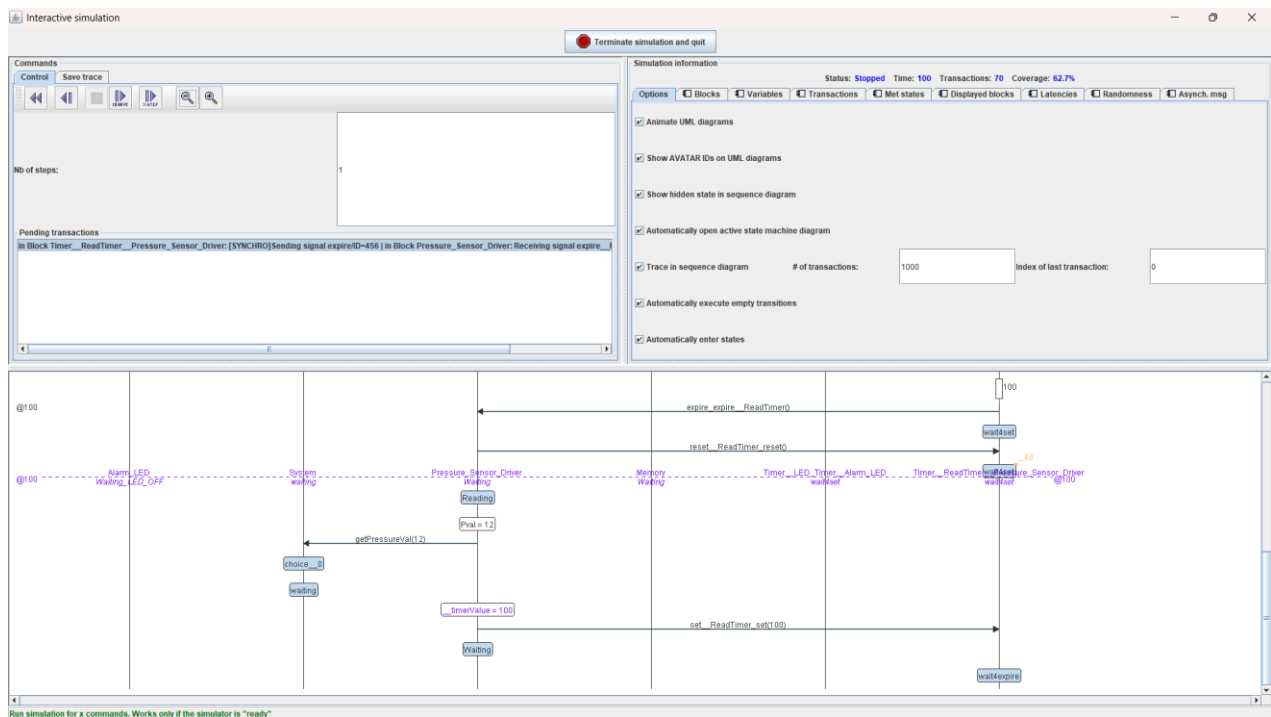 Interactive simulation
Terminate simulation and quit
Commands
Control Save trace
Nb of steps:
1
Pending transactions
in Block Timer__ReadTimer__Pressure_Sensor_Driver: [SYNCHRO]Sending signal expire/ID=456 | in Block Pressure_Sensor_Driver: Receiving signal expire__
Simulation information
Status: Stopped Time: 100 Transactions: 70 Coverage: 62.7%
Options Blocks Variables Transactions Met states Displayed blocks Latencies Randomness Asynch. msg
Animate UML diagrams
Show AVATAR IDs on UML diagrams
Show hidden state in sequence diagram
Automatically open active state machine diagram
Trace in sequence diagram # of transactions: 1000 Index of last transaction: 0
Automatically execute empty transitions
Automatically enter states
100
@100 expire_expire__ReadTimer()
wait4set
reset__ReadTimer_reset()
_49
wait4set
Alarm_LED System Pressure_Sensor_Driver Memory Timer__LED_Timer__Alarm_LED Timer__ReadTimer__Pressure_Sensor_Driver
@100 Waiting_LED_OFF waiting Waiting Waiting wait4set wait4set @100
Reading
Pval = 12
getPressureVal(12)
choice__0
waiting
__timerValue = 100
set__ReadTimer_set(100)
Waiting
wait4expire
Run simulation for x commands. Works only if the simulator is "ready"